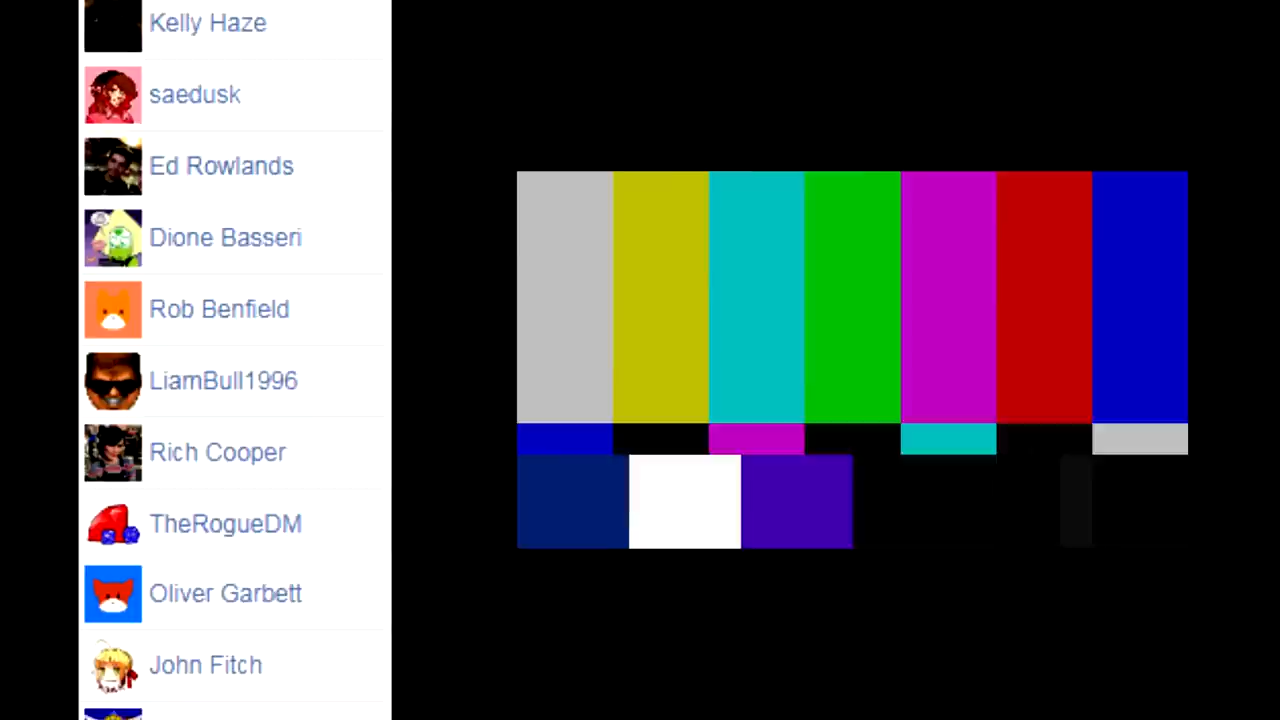 Kelly Haze
saedusk
Ed Rowlands
Dione Basseri
Rob Benfield
LiamBull1996
Rich Cooper
TheRogueDM
Oliver Garbett
John Fitch